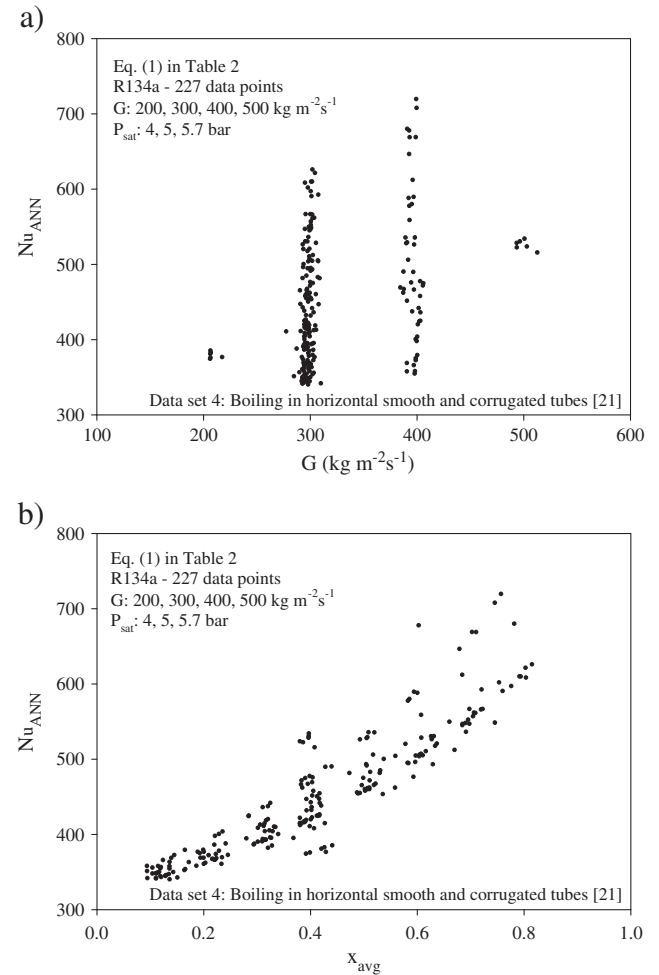 a)
800
700
600
500
400
300
Nu_ANN
Eq. (1) in Table 2
R134a - 227 data points
G: 200, 300, 400, 500 kg m⁻²s⁻¹
P_sat: 4, 5, 5.7 bar
Data set 4: Boiling in horizontal smooth and corrugated tubes [21]
100 200 300 400 500 600
G (kg m⁻²s⁻¹)
b)
800
700
600
500
400
300
Nu_ANN
Eq. (1) in Table 2
R134a - 227 data points
G: 200, 300, 400, 500 kg m⁻²s⁻¹
P_sat: 4, 5, 5.7 bar
Data set 4: Boiling in horizontal smooth and corrugated tubes [21]
0.0 0.2 0.4 0.6 0.8 1.0
x_avg